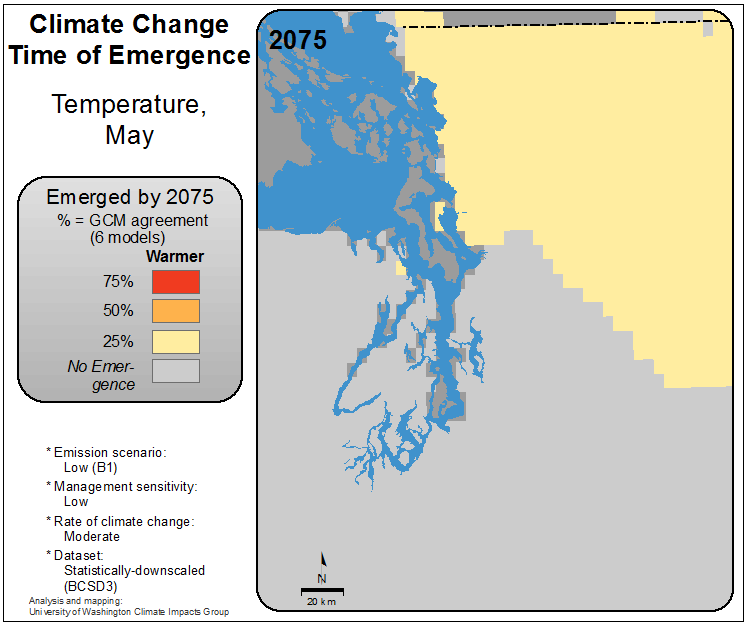 Climate Change
Time of Emergence
Temperature,
May
Emerged by 2075
% = GCM agreement
(6 models)
Warmer
75%
50%
25%
No Emer-
gence
* Emission scenario:
Low (B1)
* Management sensitivity:
Low
* Rate of climate change:
Moderate
* Dataset:
Statistically-downscaled
(BCSD3)
Analysis and mapping:
University of Washington Climate Impacts Group
2075
N
20 km